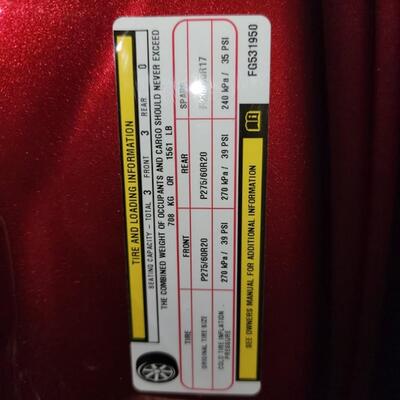 TIRE AND LOADING INFORMATION
SEATING CAPACITY - TOTAL 3 FRONT 3 REAR 0
THE COMBINED WEIGHT OF OCCUPANTS AND CARGO SHOULD NEVER EXCEED
708 KG OR 1561 LB
TIRE FRONT REAR SPARE
ORIGINAL TIRE SIZE P275/60R20 P275/60R20 R17
COLD TIRE INFLATION PRESSURE 270 kPa / 39 PSI 270 kPa / 39 PSI 240 kPa / 35 PSI
SEE OWNERS MANUAL FOR ADDITIONAL INFORMATION
FG531950